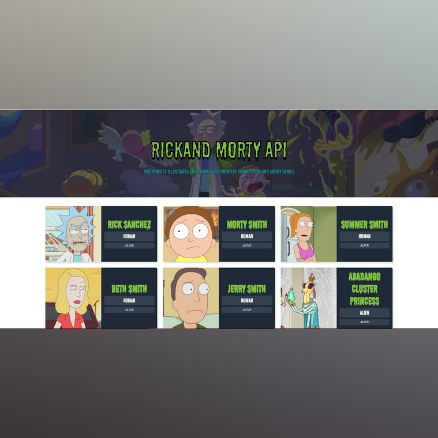 RICKAND MORTY API
RICK SANCHEZ
HUMAN
ALIVE
MORTY SMITH
HUMAN
ALIVE
SUMMER SMITH
HUMAN
ALIVE
BETH SMITH
HUMAN
ALIVE
JERRY SMITH
HUMAN
ALIVE
ABADANGO
CLUSTER
PRINCESS
ALIEN
ALIVE